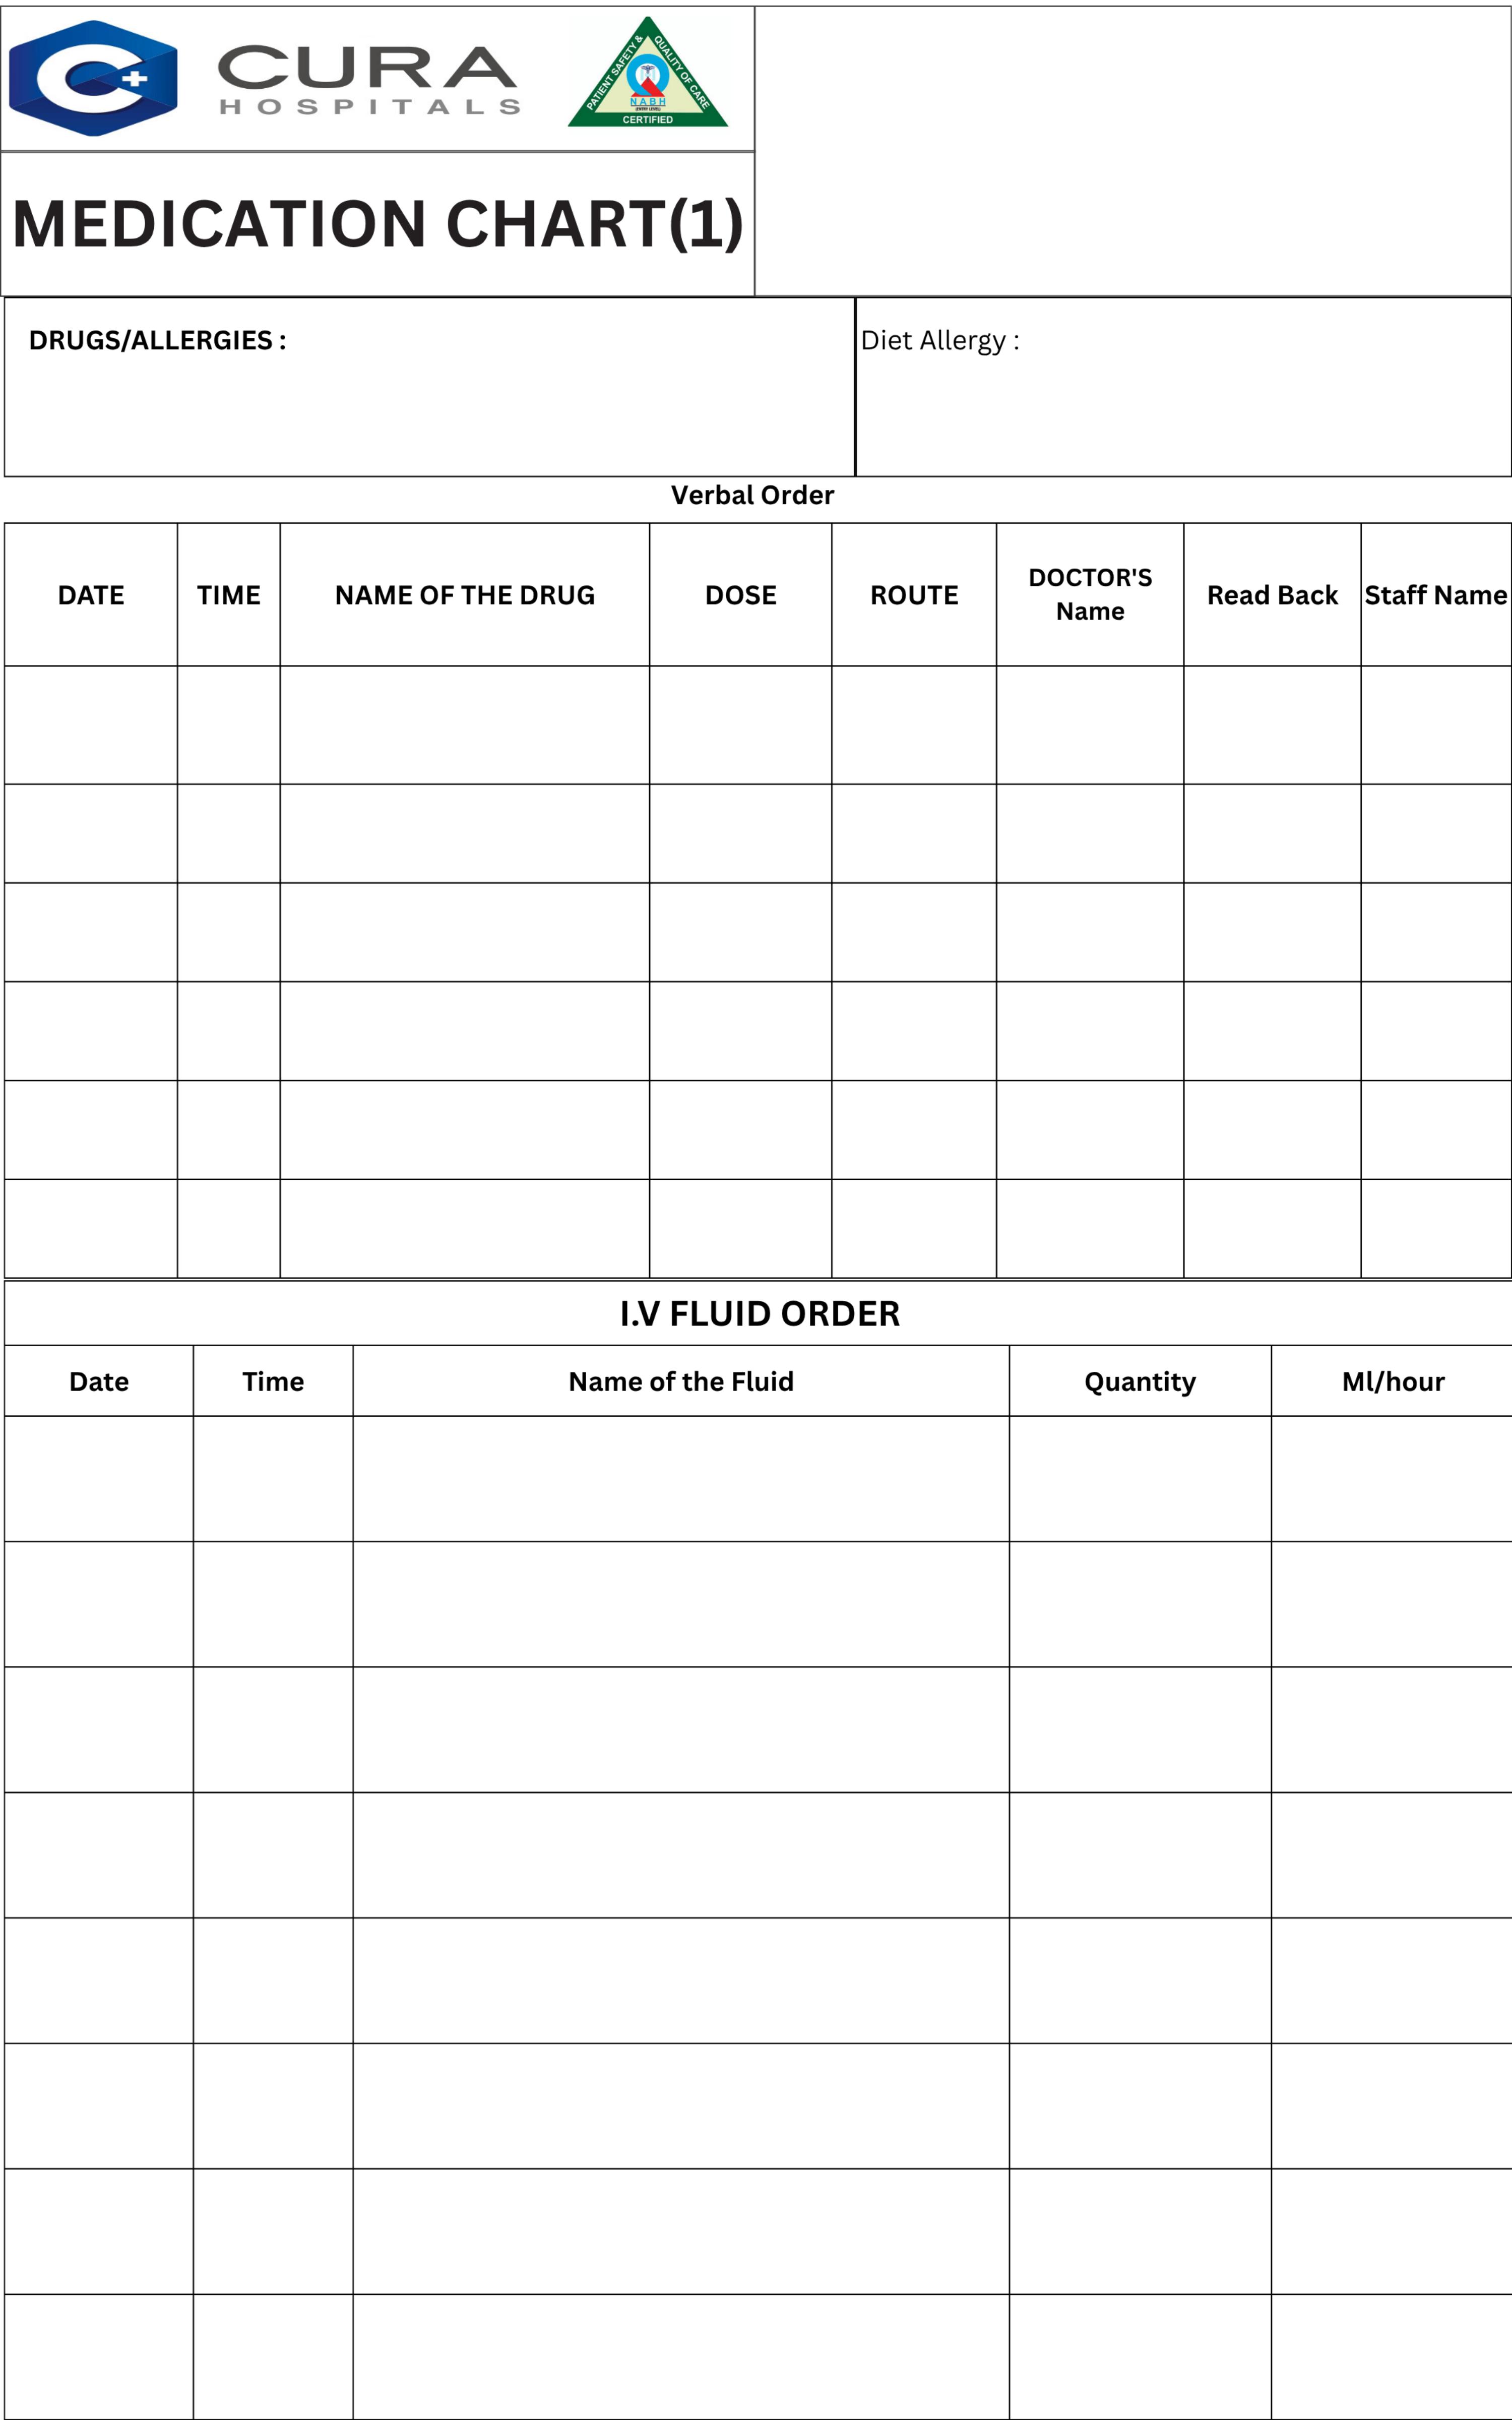 CURA
HOSPITALS
PATIENT SAFETY & QUALITY OF CARE
NABH
(ENTRY LEVEL)
CERTIFIED
MEDICATION CHART(1)
DRUGS/ALLERGIES :
Diet Allergy :
Verbal Order
DATE TIME NAME OF THE DRUG DOSE ROUTE DOCTOR'S Name Read Back Staff Name
I.V FLUID ORDER
Date Time Name of the Fluid Quantity Ml/hour